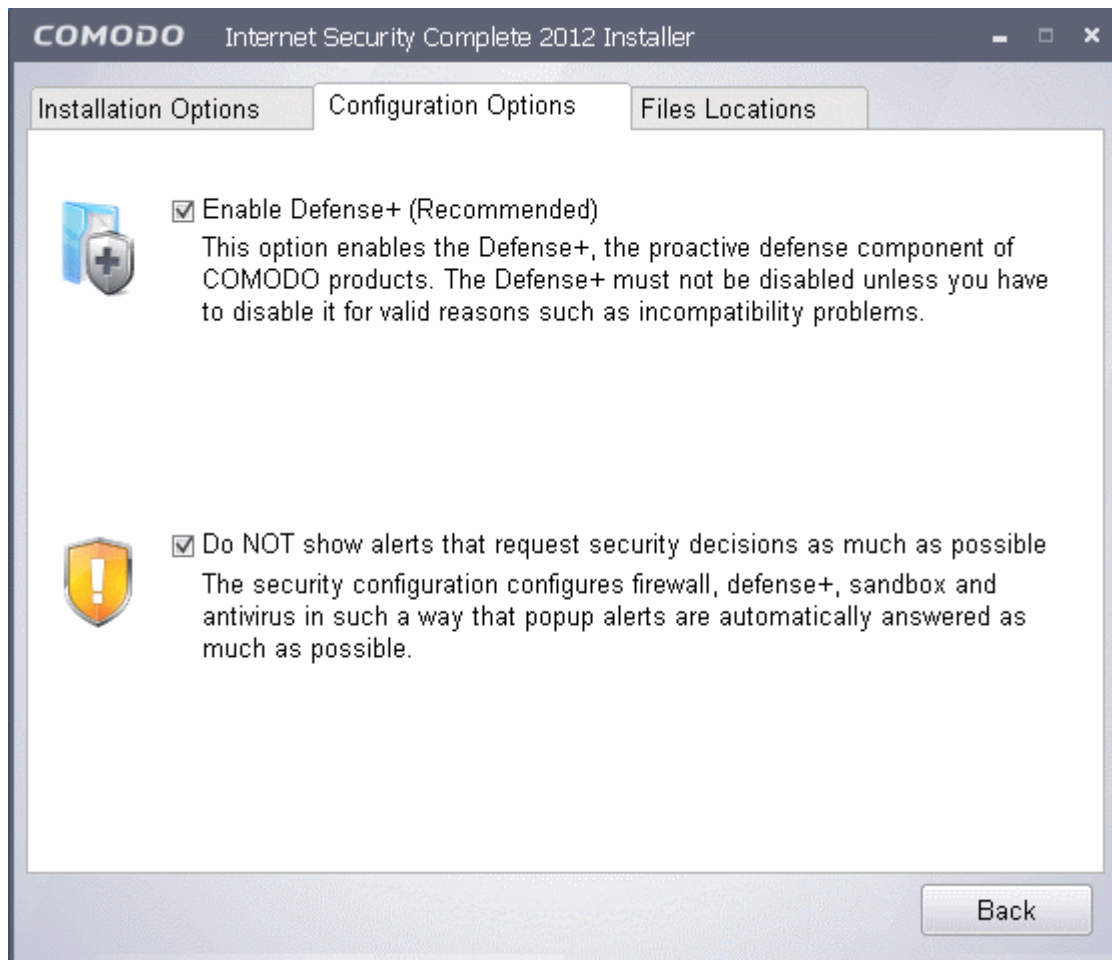 COMODO Internet Security Complete 2012 Installer
Installation Options
Configuration Options
Files Locations
Enable Defense+ (Recommended)
This option enables the Defense+, the proactive defense component of
COMODO products. The Defense+ must not be disabled unless you have
to disable it for valid reasons such as incompatibility problems.
Do NOT show alerts that request security decisions as much as possible
The security configuration configures firewall, defense+, sandbox and
antivirus in such a way that popup alerts are automatically answered as
much as possible.
Back